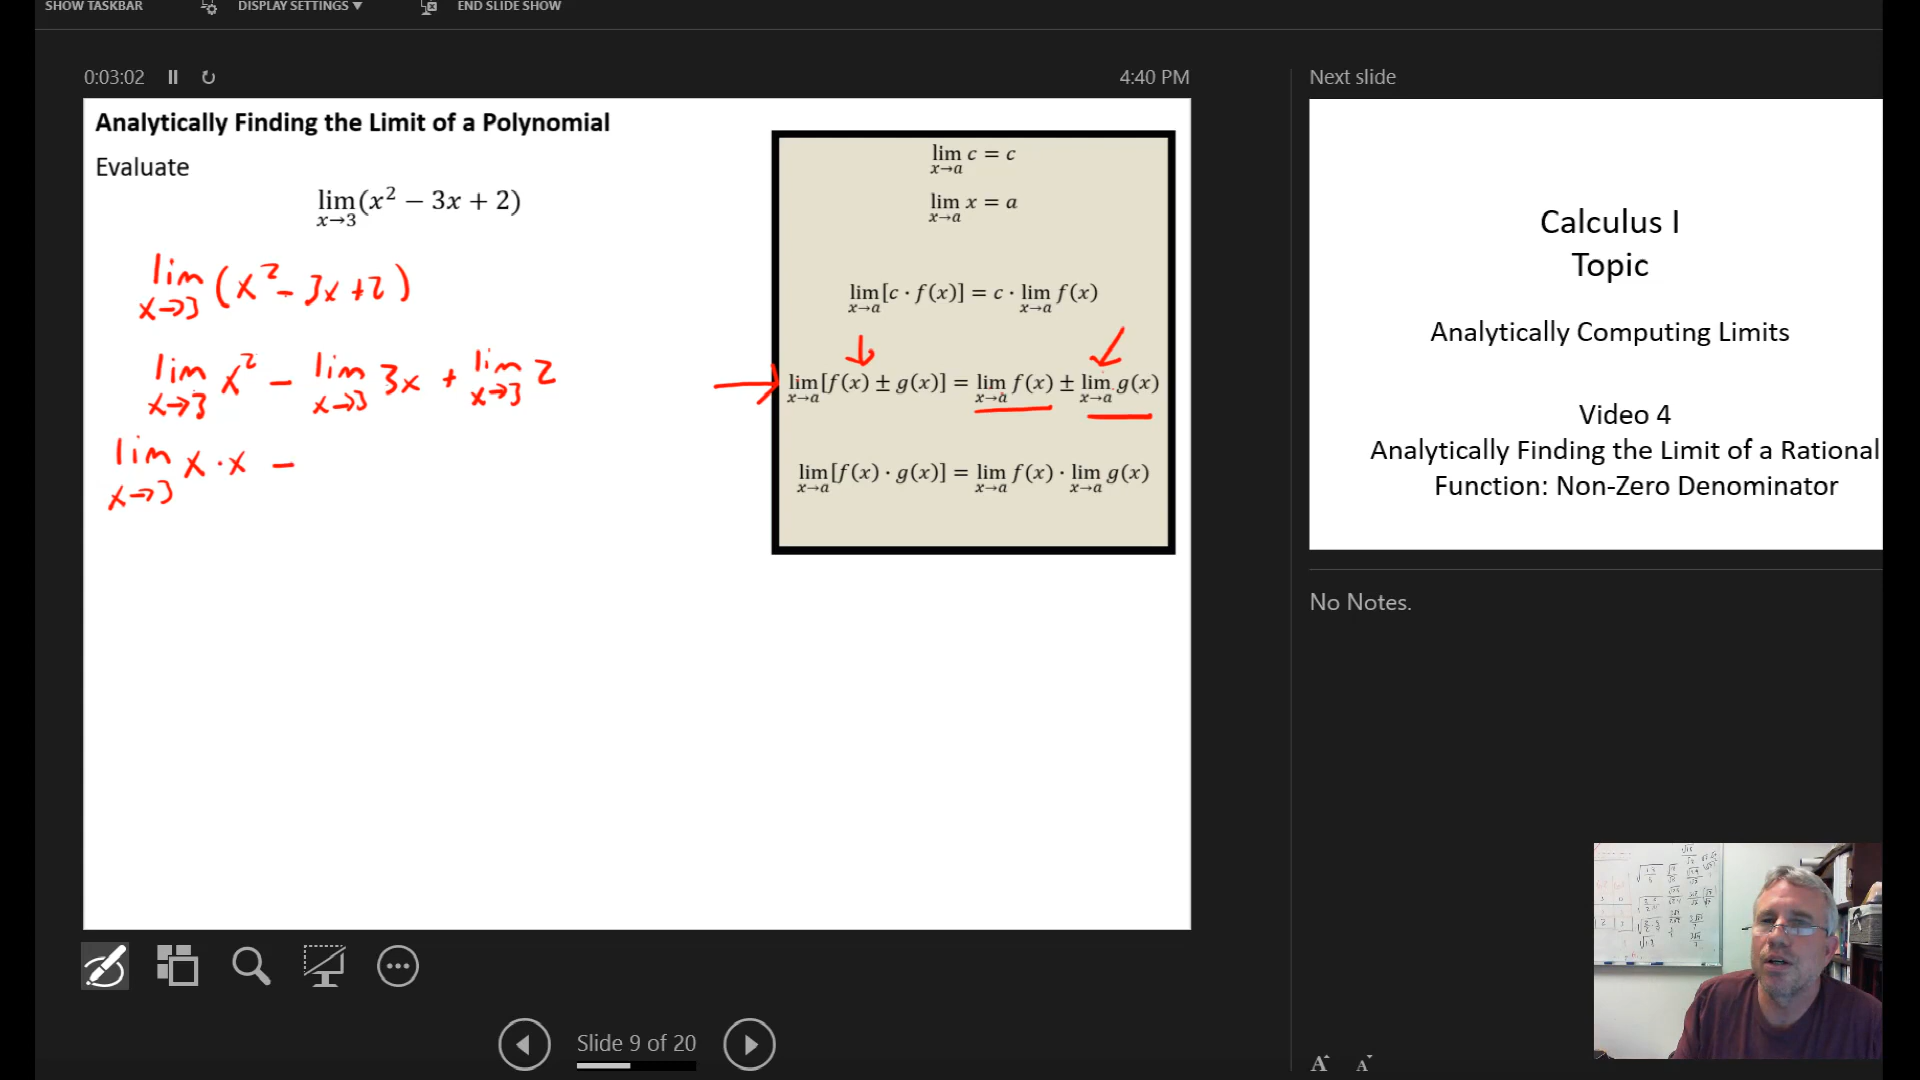 SHOW TASKBAR DISPLAY SETTINGS ▼ END SLIDE SHOW
0:03:02 4:40 PM
Analytically Finding the Limit of a Polynomial
Evaluate
lim x→3 (x² − 3x + 2)
lim x→3 (x² - 3x + 2)
lim x→3 x² - lim x→3 3x + lim x→3 2
lim x→3 x · x -
lim x→a c = c
lim x→a x = a
lim x→a [c · f(x)] = c · lim x→a f(x)
lim x→a [f(x) ± g(x)] = lim x→a f(x) ± lim x→a g(x)
lim x→a [f(x) · g(x)] = lim x→a f(x) · lim x→a g(x)
Next slide
Calculus I
Topic
Analytically Computing Limits
Video 4
Analytically Finding the Limit of a Rational
Function: Non-Zero Denominator
No Notes.
Slide 9 of 20
A A